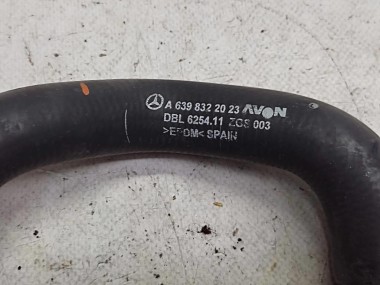 A 639 832 20 23 AVON
DBL 6254.11 ZGS 003
>EPDM< SPAIN